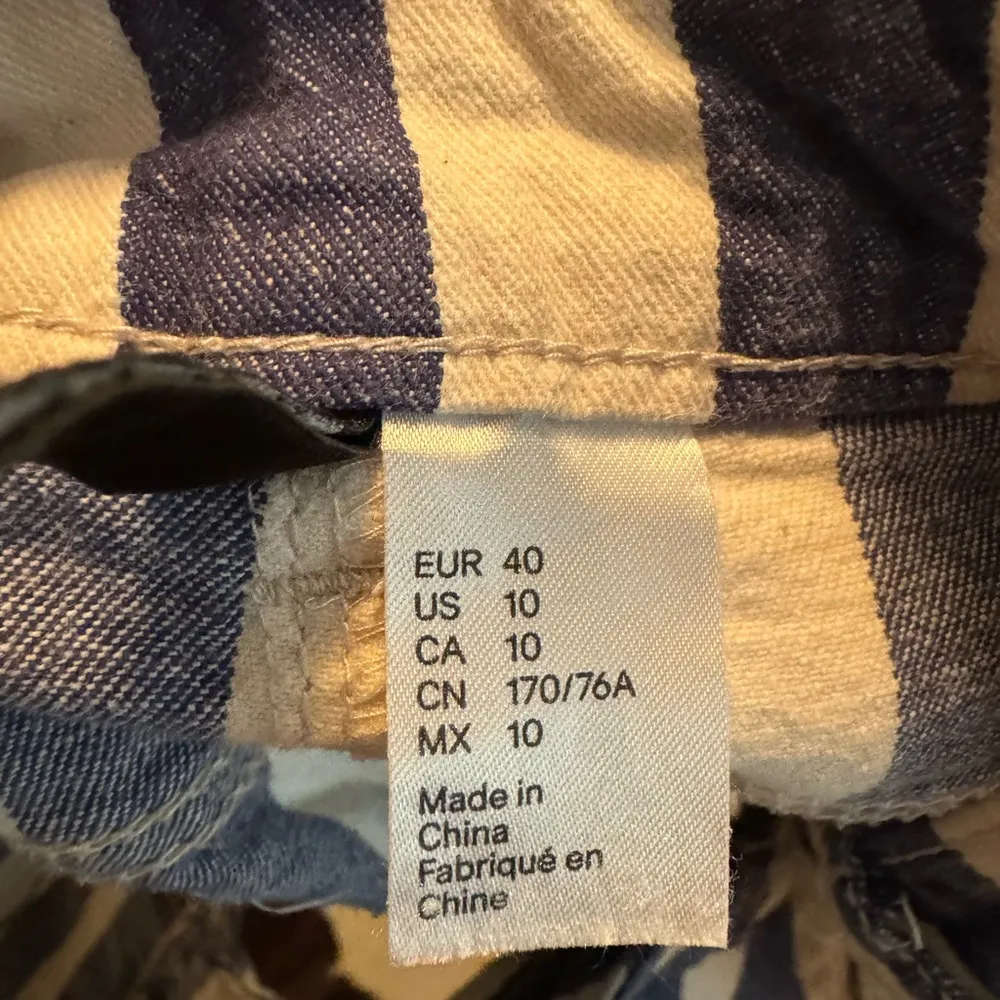 EUR 40
US 10
CA 10
CN 170/76A
MX 10
Made in
China
Fabriqué en
Chine